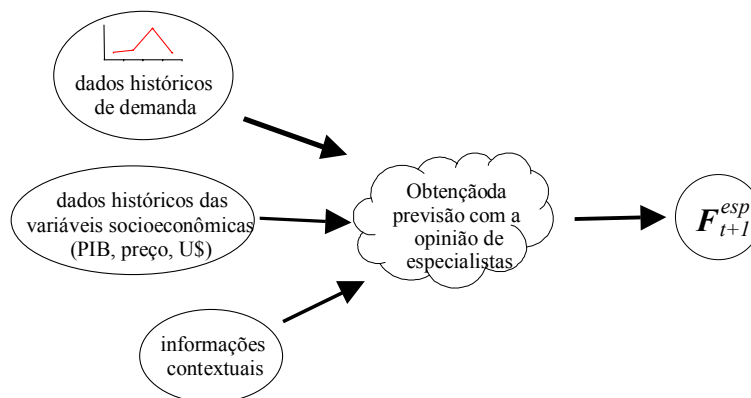 dados históricos
de demanda
dados históricos das
variáveis socioeconômicas
(PIB, preço, U$)
informações
contextuais
Obtençãoda
previsão com a
opinião de
especialistas
F esp t+1